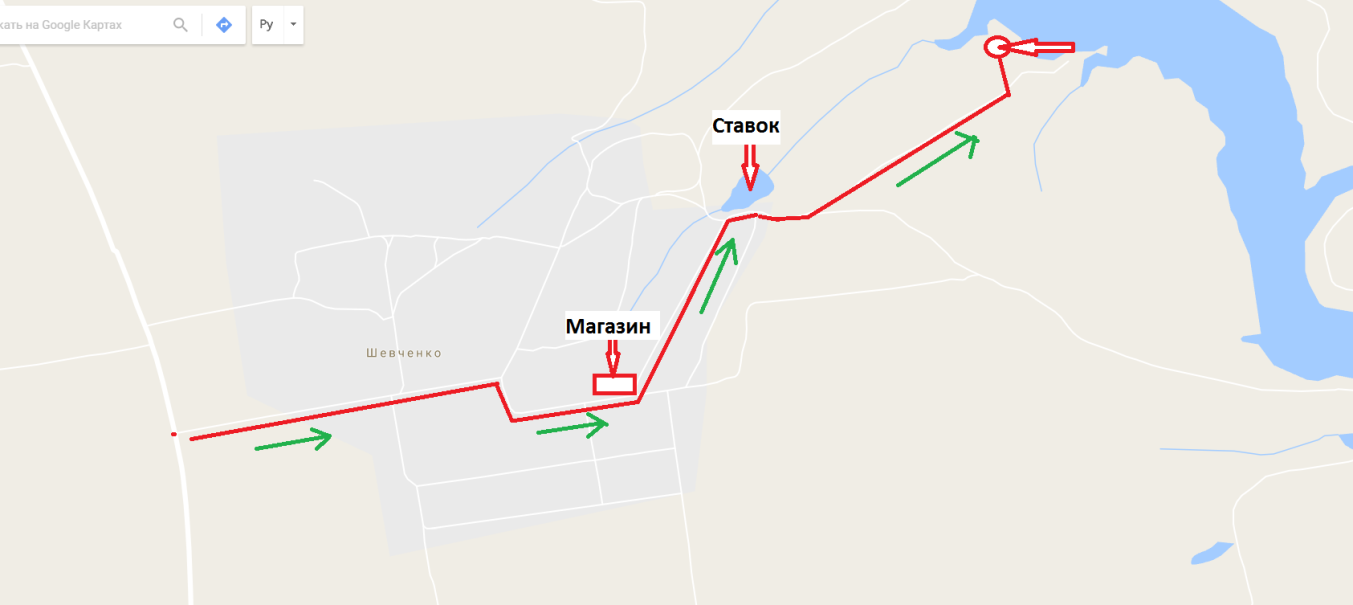 кать на Google Картах
Ру
Ставок
Магазин
Шевченко